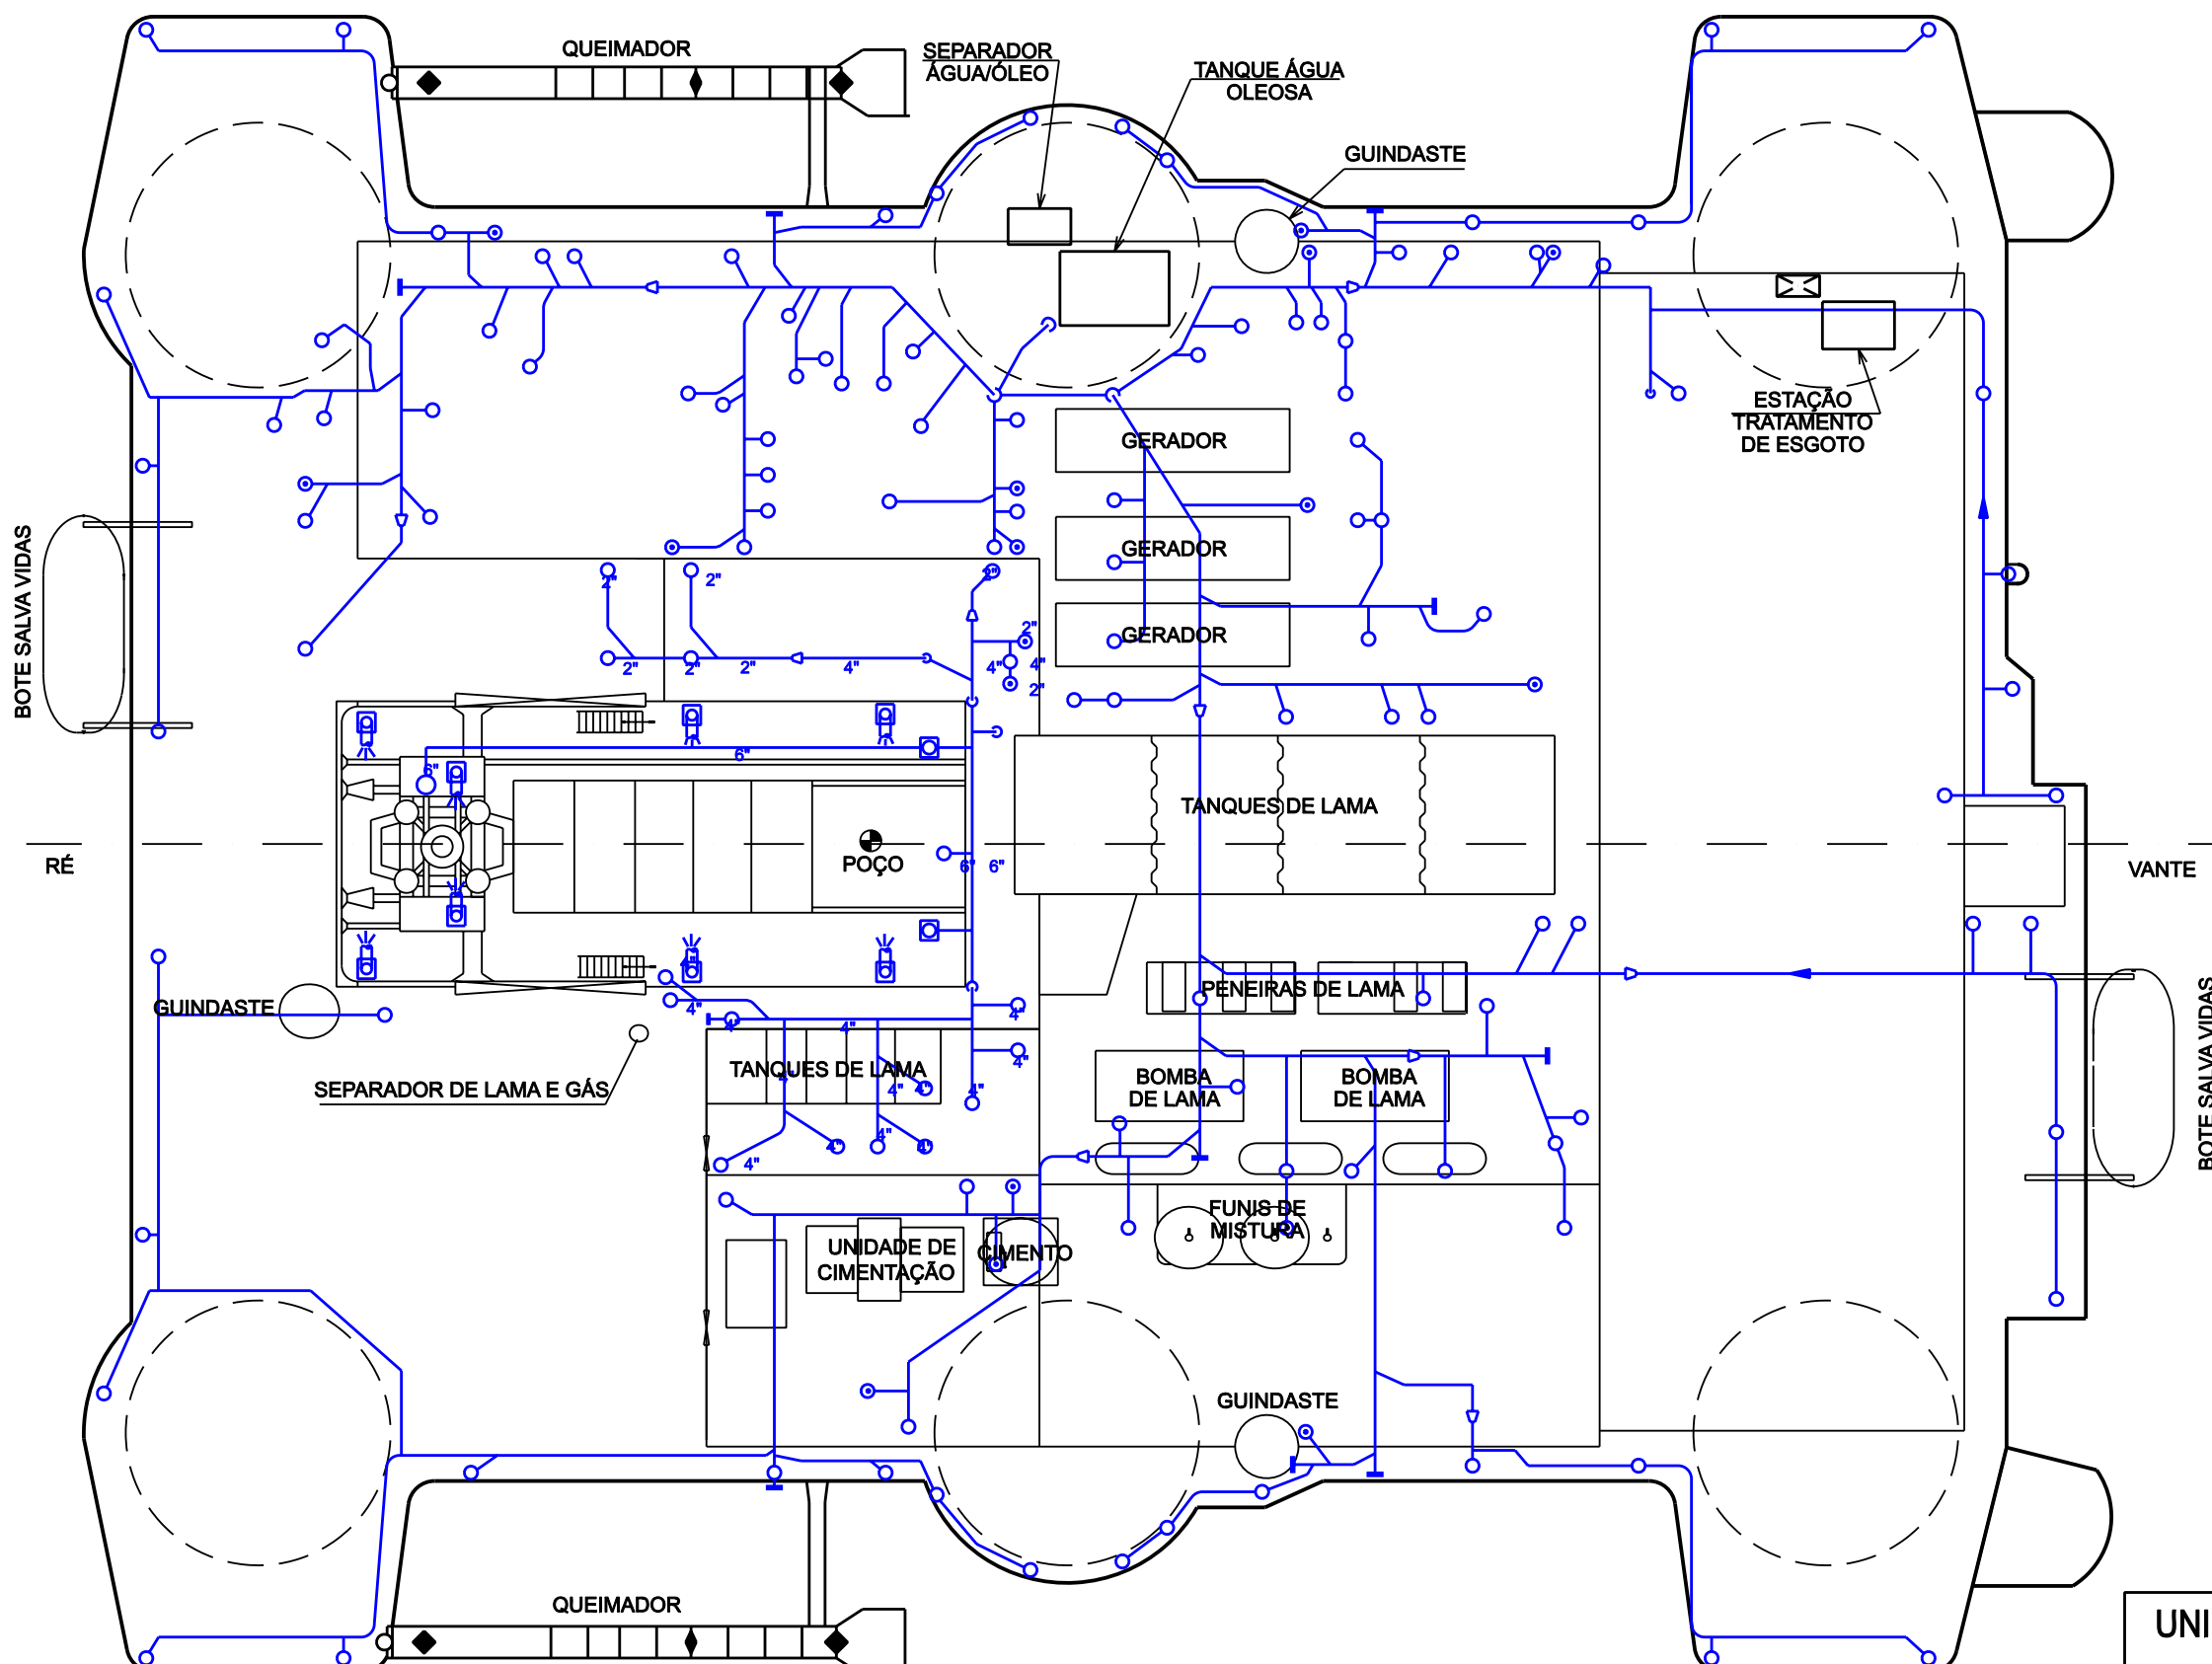 QUEIMADOR
SEPARADOR
ÁGUA/ÓLEO
TANQUE ÁGUA
OLEOSA
GUINDASTE
ESTAÇÃO
TRATAMENTO
DE ESGOTO
GERADOR
GERADOR
GERADOR
BOTE SALVA VIDAS
2"
2"
2"
2"
2"
2"
2"
4"
4"
4"
2"
6"
6"
TANQUES DE LAMA
POÇO
6"
6"
RÉ
VANTE
4"
PENEIRAS DE LAMA
GUINDASTE
4"
4"
4"
4"
4"
TANQUES DE LAMA
4"
4"
4"
4"
SEPARADOR DE LAMA E GÁS
BOMBA
DE LAMA
BOMBA
DE LAMA
BOTE SALVA VIDAS
4"
4"
4"
4"
FUNIS DE
MISTURA
UNIDADE DE
CIMENTAÇÃO
CIMENTO
GUINDASTE
QUEIMADOR
UNI